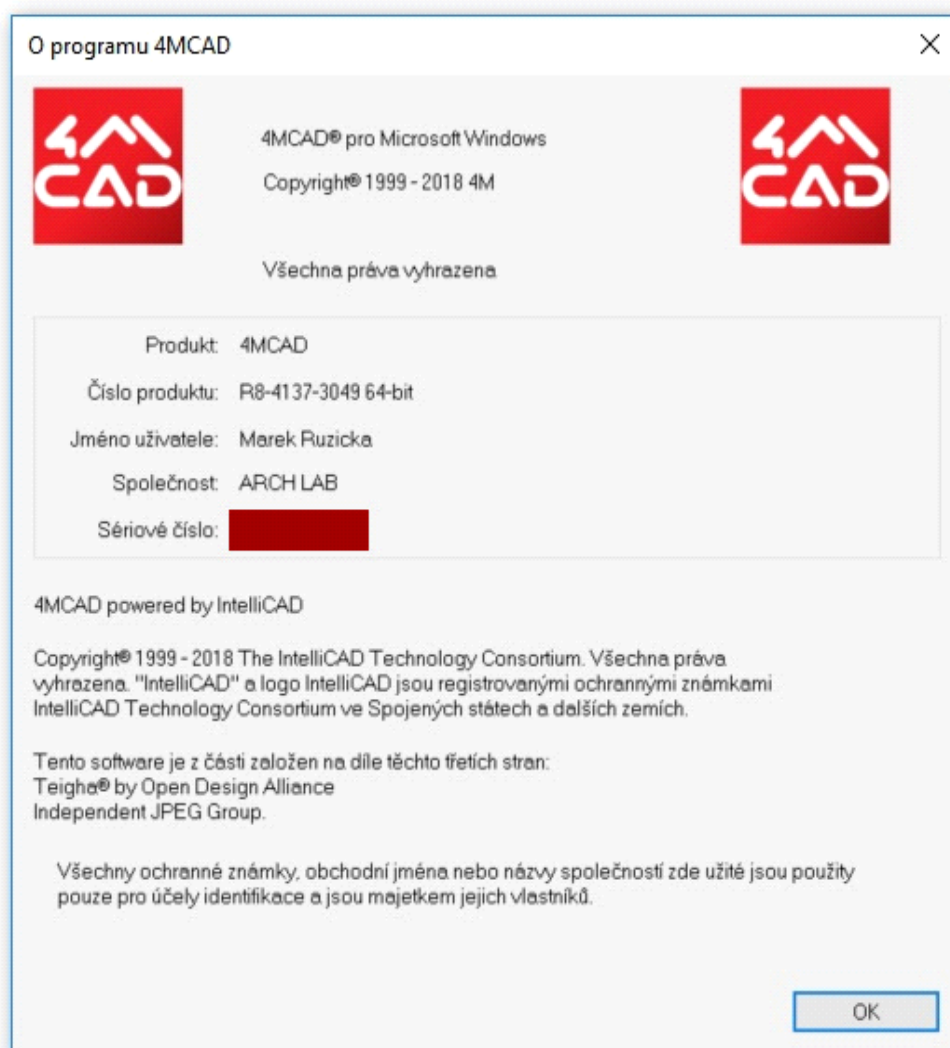 O programu 4MCAD
4M
CAD
4MCAD® pro Microsoft Windows
4M
CAD
Copyright® 1999 - 2018 4M
Všechna práva vyhrazena
Produkt: 4MCAD
Číslo produktu: R8-4137-3049 64-bit
Jméno uživatele: Marek Ruzicka
Společnost: ARCH LAB
Sériové číslo:
4MCAD powered by IntelliCAD
Copyright® 1999 - 2018 The IntelliCAD Technology Consortium. Všechna práva
vyhrazena. "IntelliCAD" a logo IntelliCAD jsou registrovanými ochrannými známkami
IntelliCAD Technology Consortium ve Spojených státech a dalších zemích.
Tento software je z části založen na díle těchto třetích stran:
Teigha® by Open Design Alliance
Independent JPEG Group.
Všechny ochranné známky, obchodní jména nebo názvy společností zde užité jsou použity
pouze pro účely identifikace a jsou majetkem jejich vlastníků.
OK